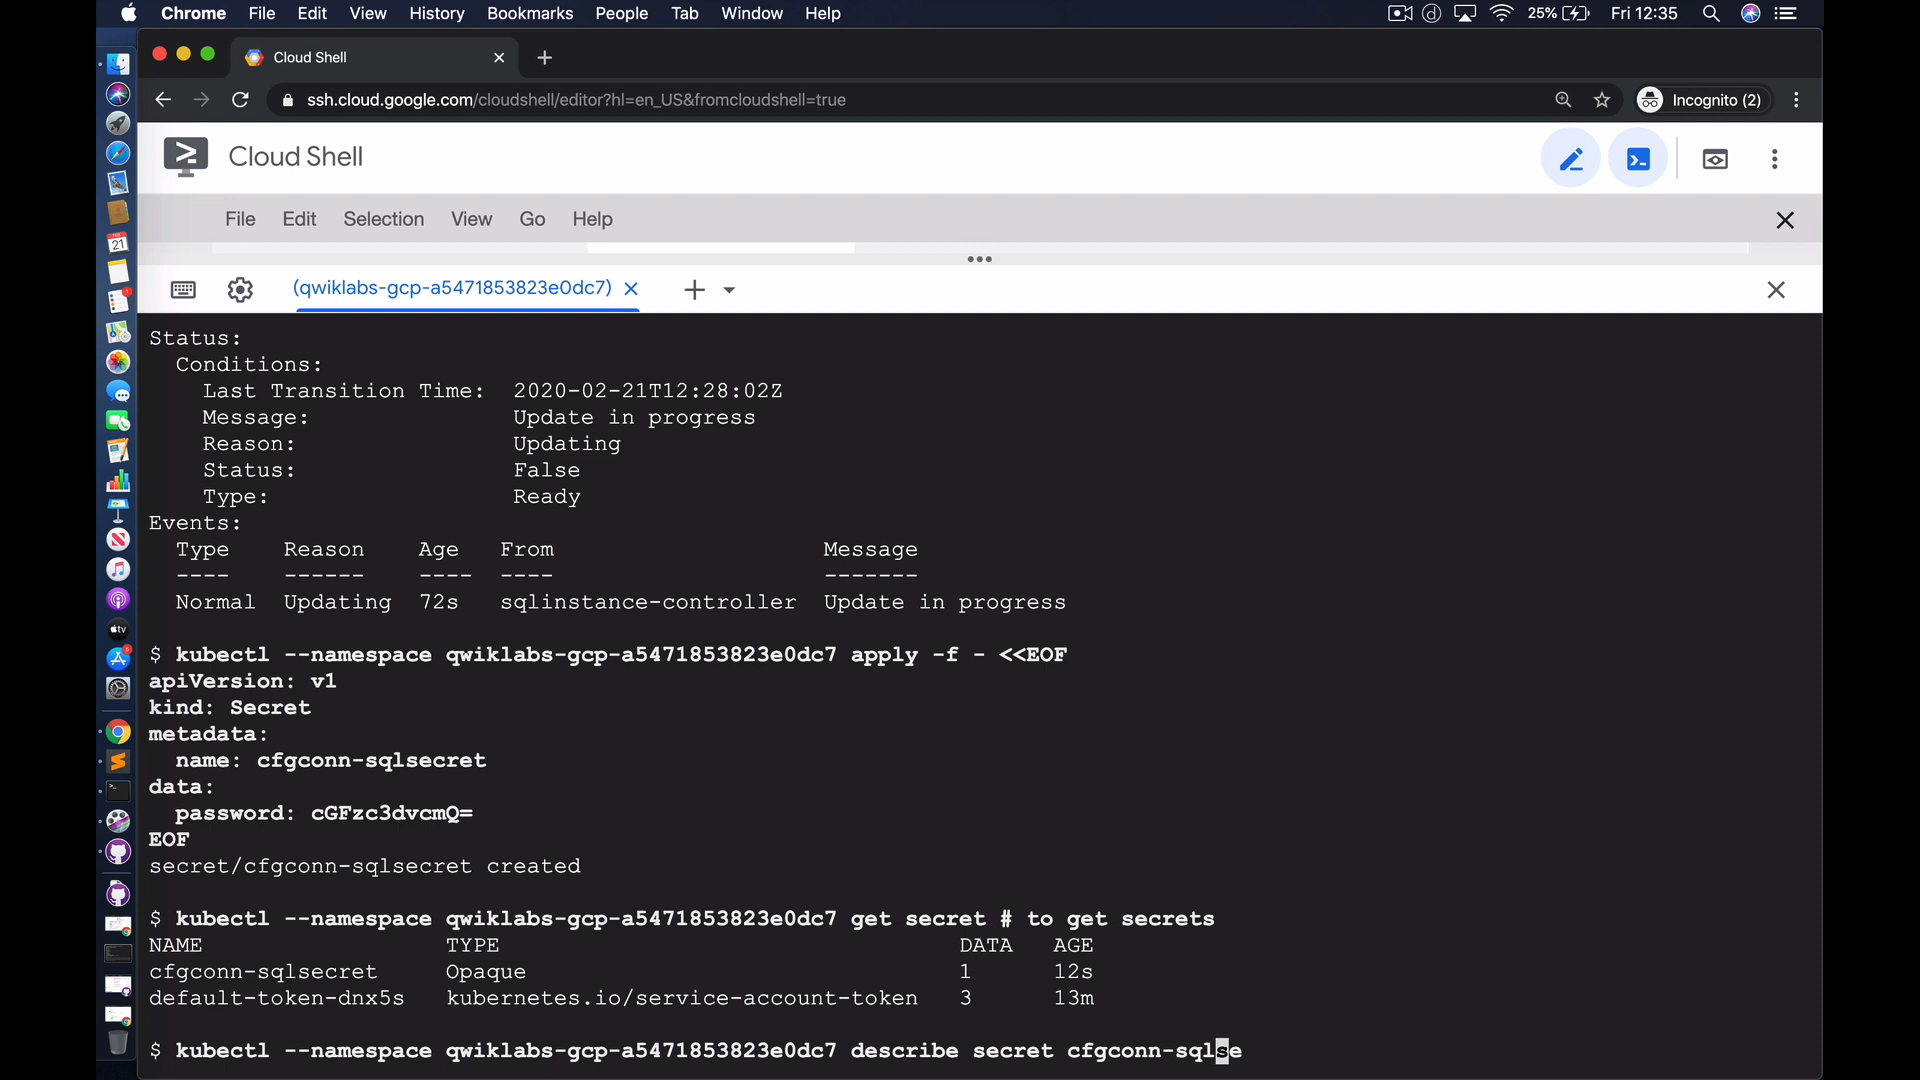 Chrome File Edit View History Bookmarks People Tab Window Help 25% Fri 12:35
Cloud Shell
ssh.cloud.google.com/cloudshell/editor?hl=en_US&fromcloudshell=true Incognito (2)
Cloud Shell
File Edit Selection View Go Help
(qwiklabs-gcp-a5471853823e0dc7)
Status:
Conditions:
Last Transition Time: 2020-02-21T12:28:02Z
Message: Update in progress
Reason: Updating
Status: False
Type: Ready
Events:
Type Reason Age From Message
---- ------ ---- ---- -------
Normal Updating 72s sqlinstance-controller Update in progress
$ kubectl --namespace qwiklabs-gcp-a5471853823e0dc7 apply -f - <<EOF
apiVersion: v1
kind: Secret
metadata:
name: cfgconn-sqlsecret
data:
password: cGFzc3dvcmQ=
EOF
secret/cfgconn-sqlsecret created
$ kubectl --namespace qwiklabs-gcp-a5471853823e0dc7 get secret # to get secrets
NAME TYPE DATA AGE
cfgconn-sqlsecret Opaque 1 12s
default-token-dnx5s kubernetes.io/service-account-token 3 13m
$ kubectl --namespace qwiklabs-gcp-a5471853823e0dc7 describe secret cfgconn-sqlse